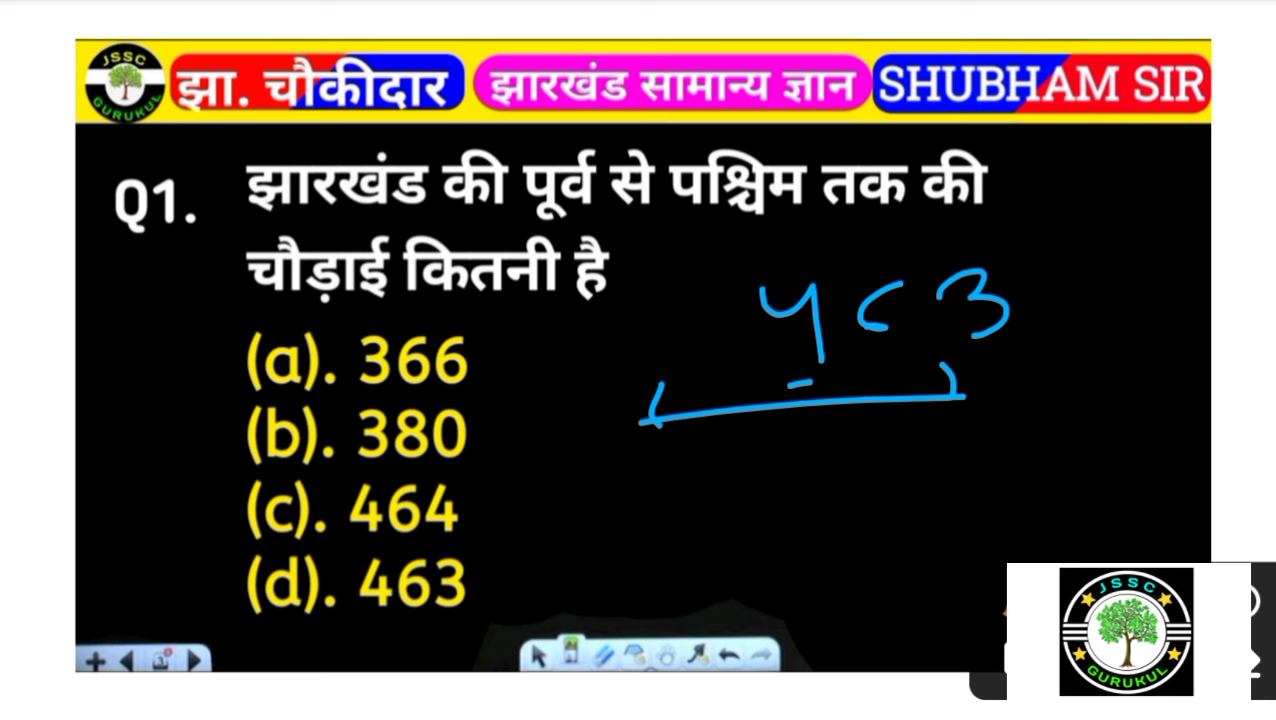 JSSC
GURUKUL
झा. चौकीदार
झारखंड सामान्य ज्ञान
SHUBHAM SIR
Q1. झारखंड की पूर्व से पश्चिम तक की
चौड़ाई कितनी है
463
(a). 366
(b). 380
(c). 464
(d). 463
JSSC
GURUKUL